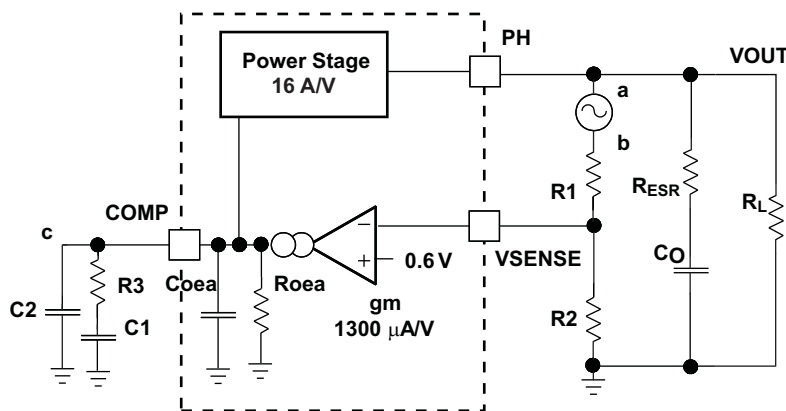 PH
Power Stage
16 A/V
VOUT
a
b
R1
RESR
RL
COMP
c
VSENSE
0.6 V
R3
Coea
Roea
CO
C2
C1
gm
1300 μA/V
R2